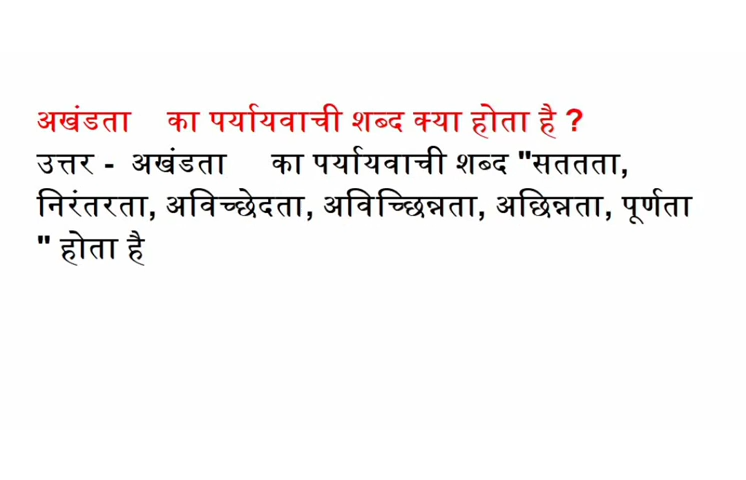 अखंडता का पर्यायवाची शब्द क्या होता है ?
उत्तर - अखंडता का पर्यायवाची शब्द "सततता,
निरंतरता, अविच्छेदता, अविच्छिन्नता, अछिन्नता, पूर्णता
" होता है